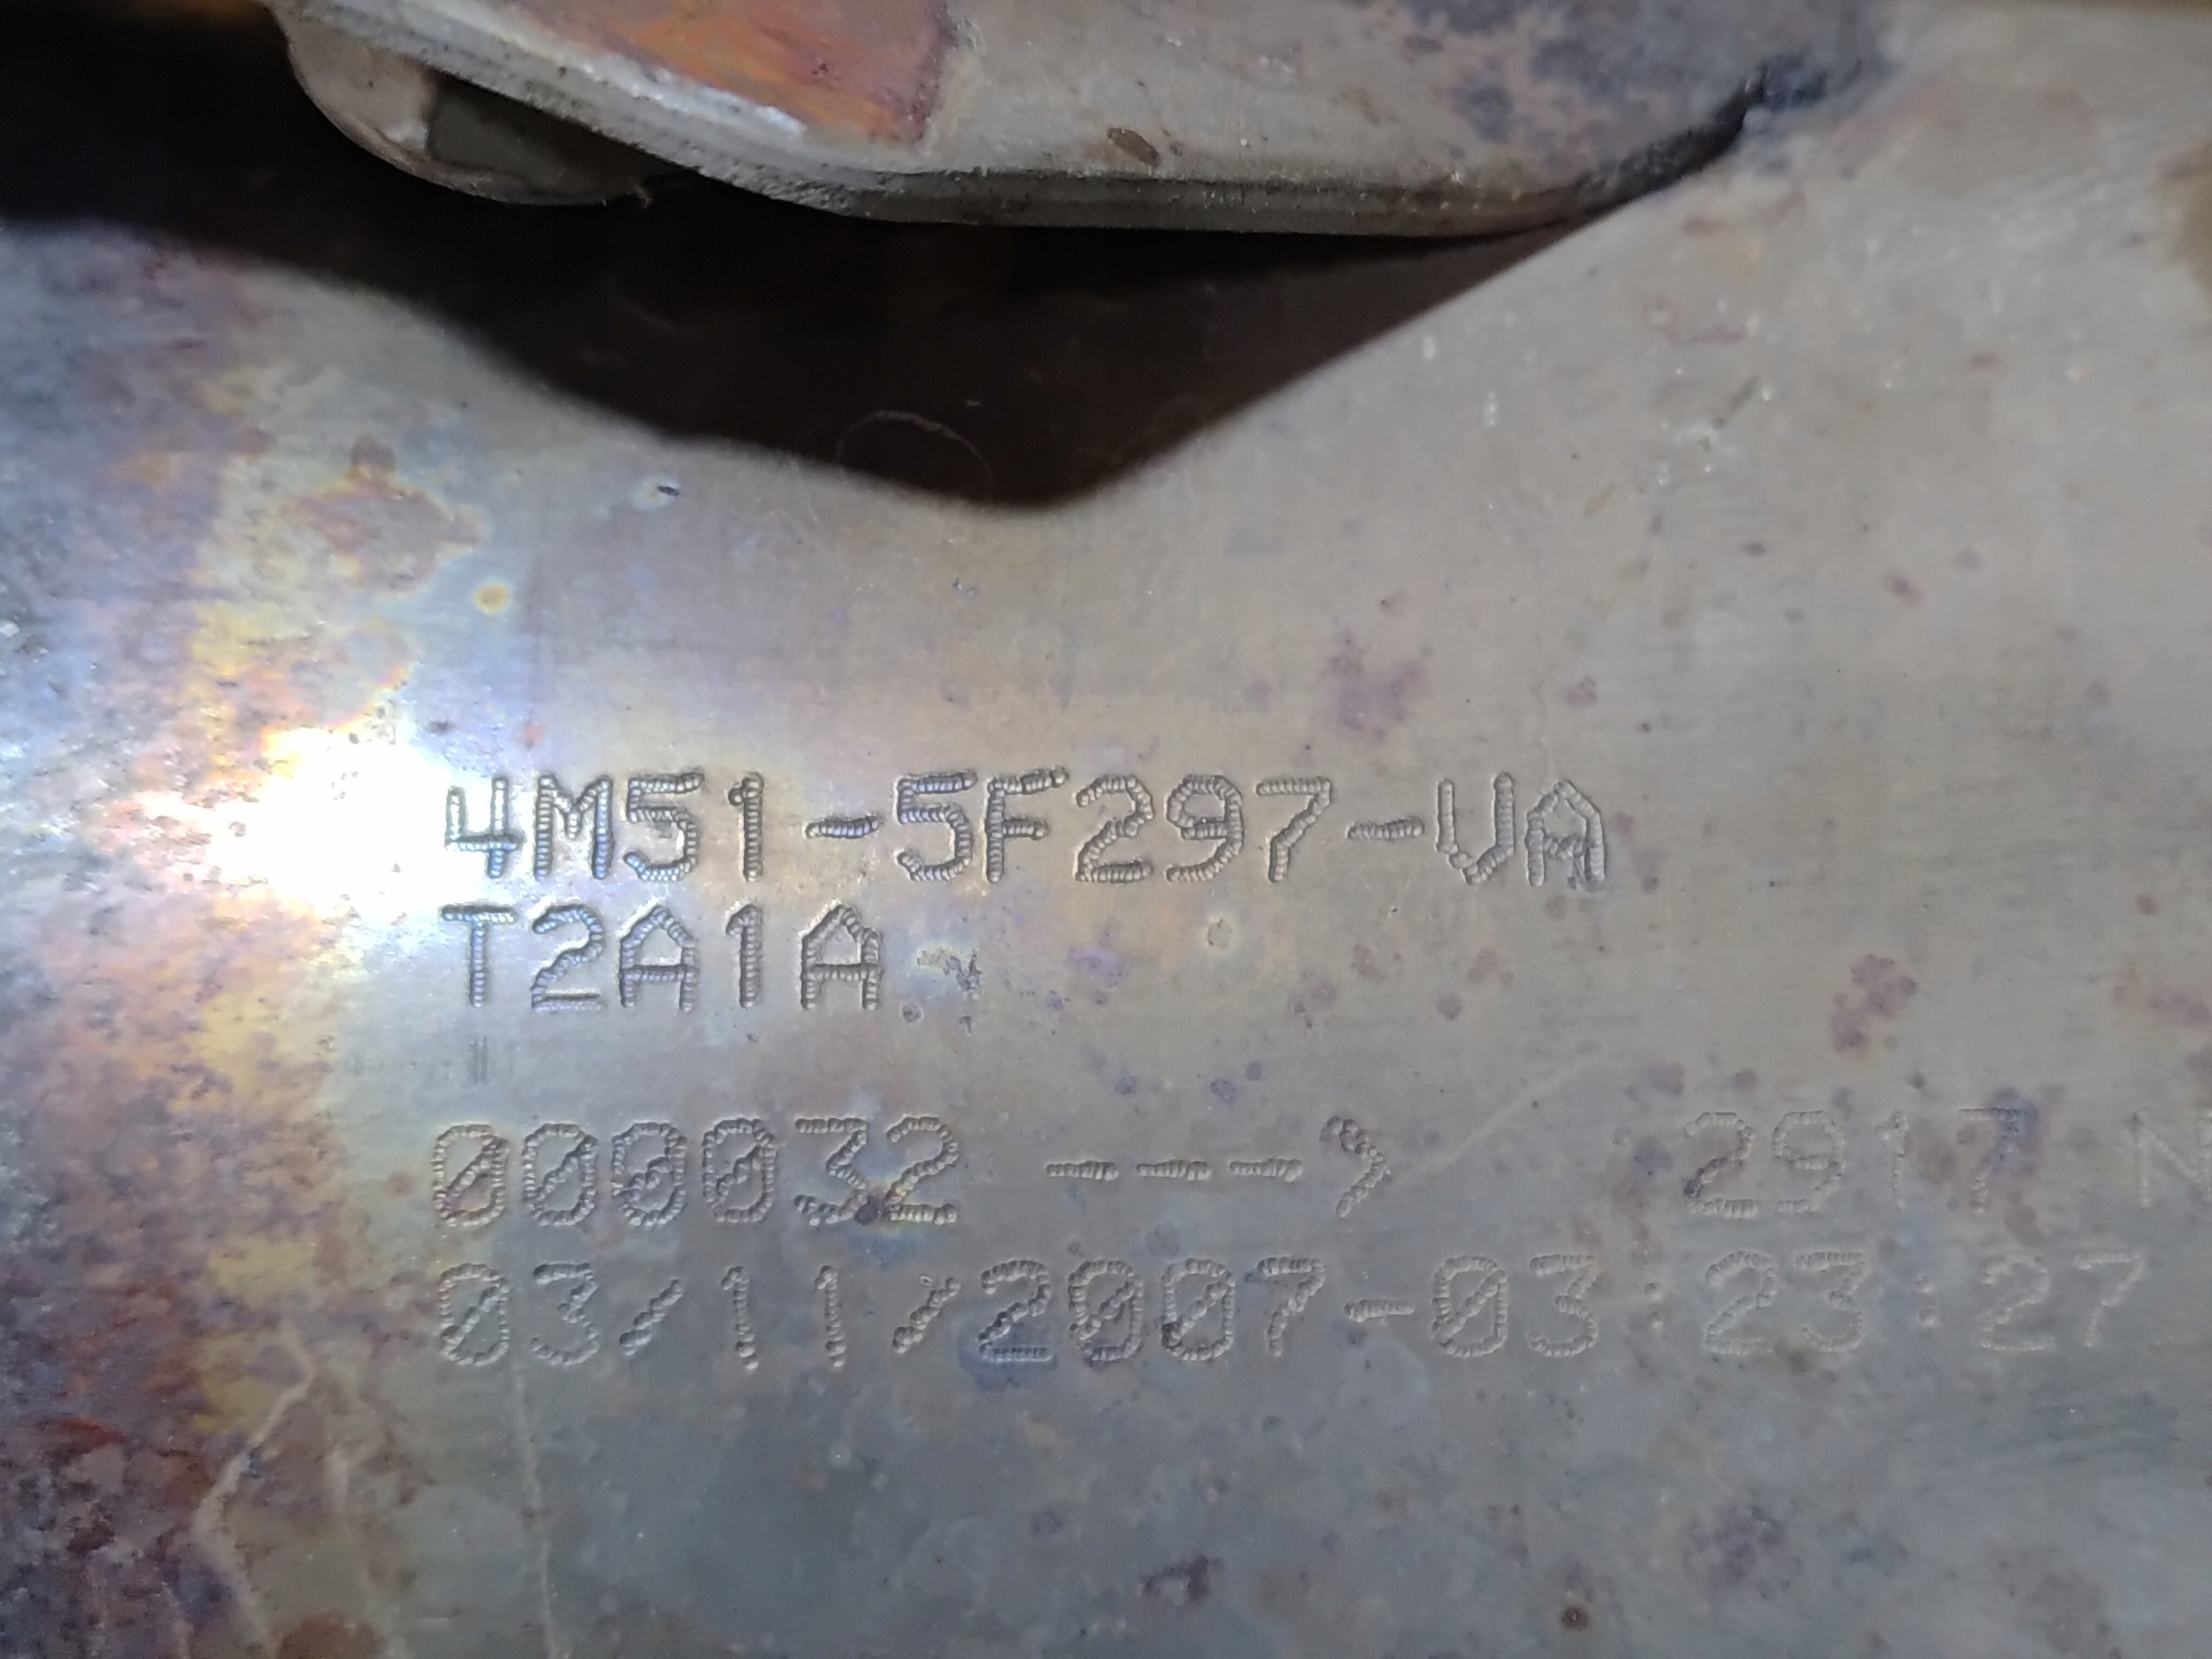 4M51-5F297-VA
T2A1A
000032 ---> 2917 N
03/11/2007-03:23:27